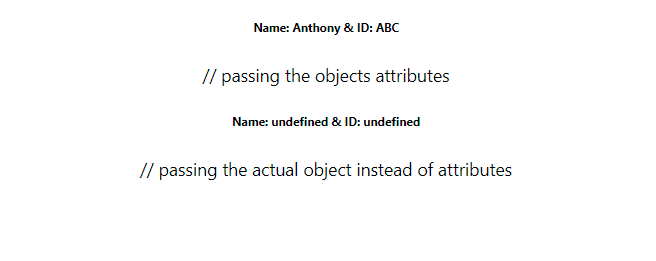 Name: Anthony & ID: ABC
// passing the objects attributes
Name: undefined & ID: undefined
// passing the actual object instead of attributes